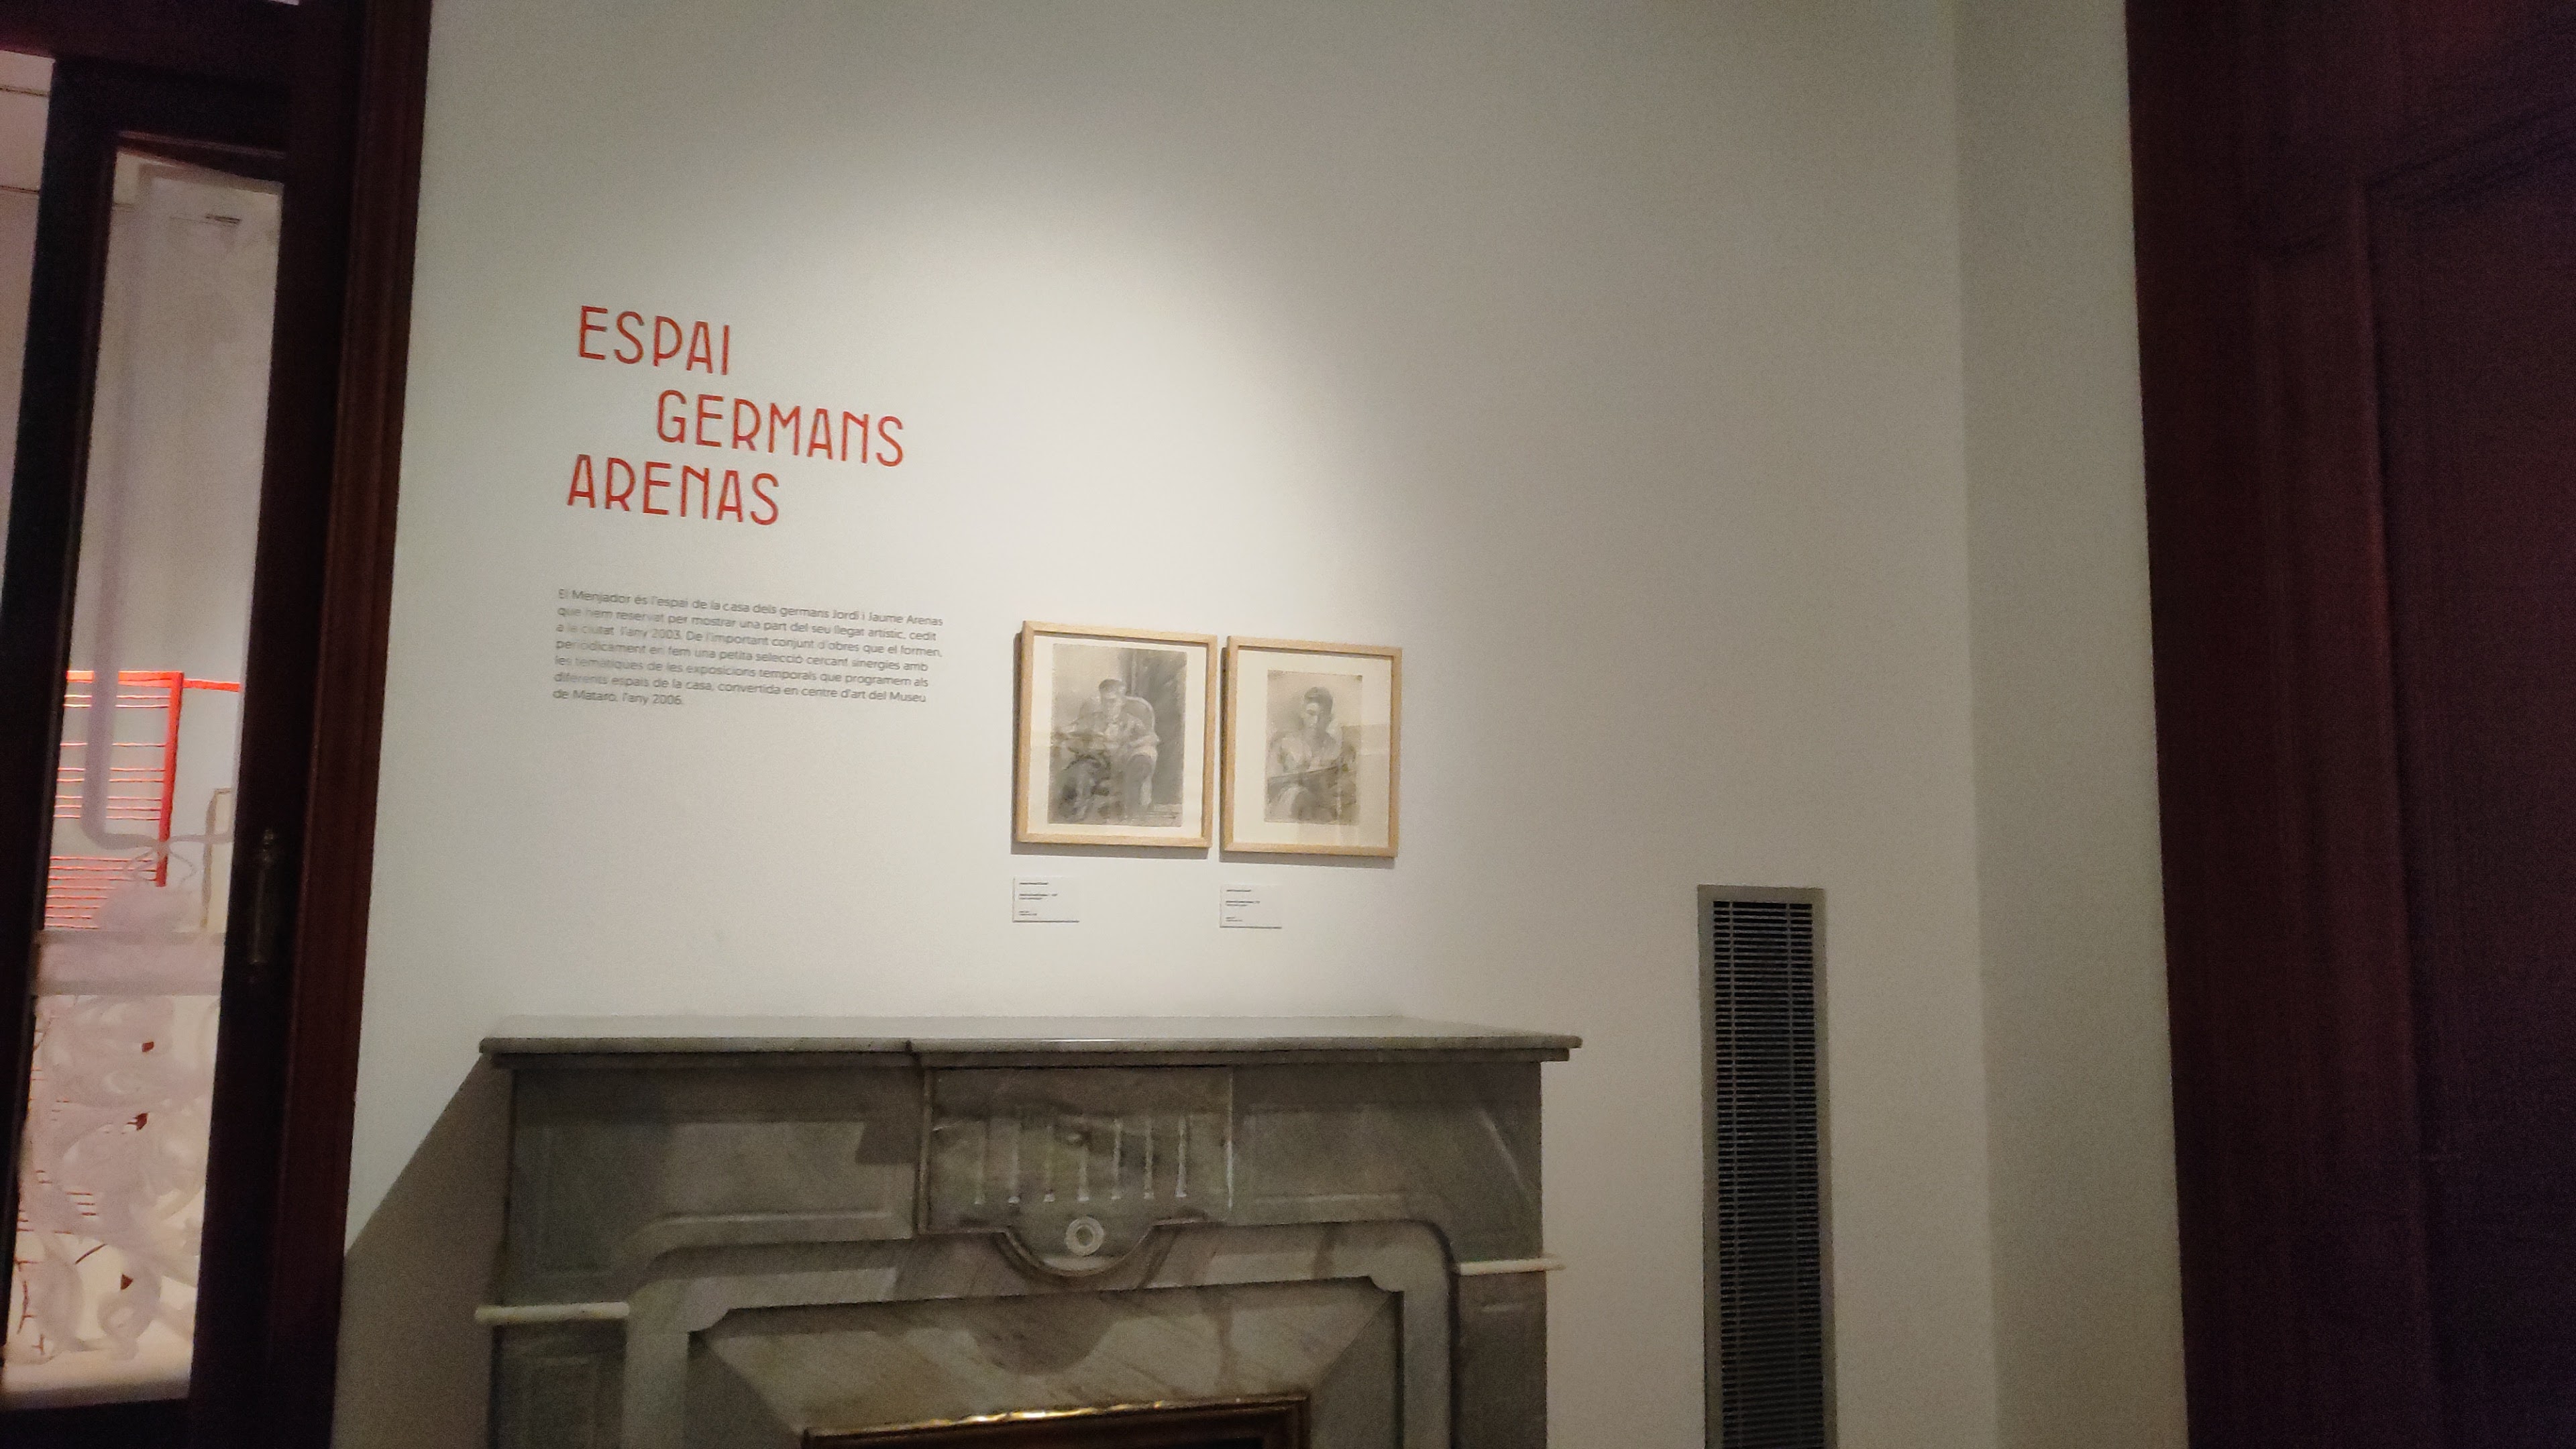 ESPAI
GERMANS
ARENAS
El Menjador és l'espai de la casa dels germans Jordi i Jaume Arenas
que hem reservat per mostrar una part del seu llegat artístic, cedit
a la ciutat l'any 2003. De l'important conjunt d'obres que el formen,
periòdicament en fem una petita selecció cercant sinergies amb
les temàtiques de les exposicions temporals que programem als
diferents espais de la casa, convertida en centre d'art del Museu
de Mataró, l'any 2006.